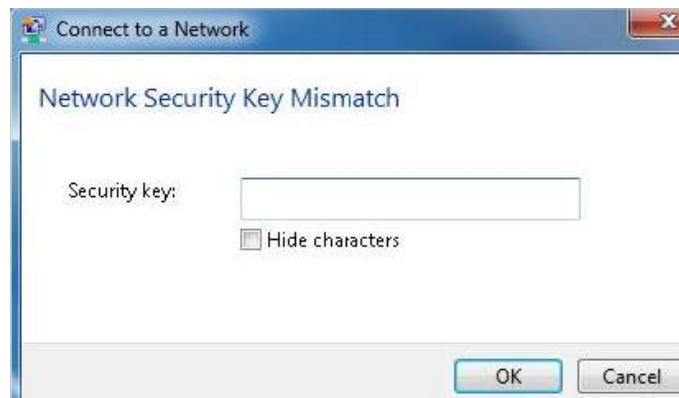 Connect to a Network
Network Security Key Mismatch
Security key:
Hide characters
OK
Cancel